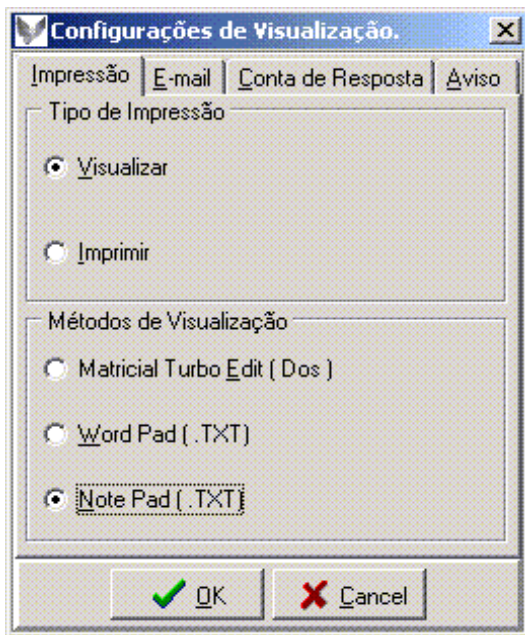 Configurações de Visualização.
Impressão E-mail Conta de Resposta Aviso
Tipo de Impressão
Visualizar
Imprimir
Métodos de Visualização
Matricial Turbo Edit ( Dos )
Word Pad ( .TXT)
Note Pad ( .TXT)
OK Cancel